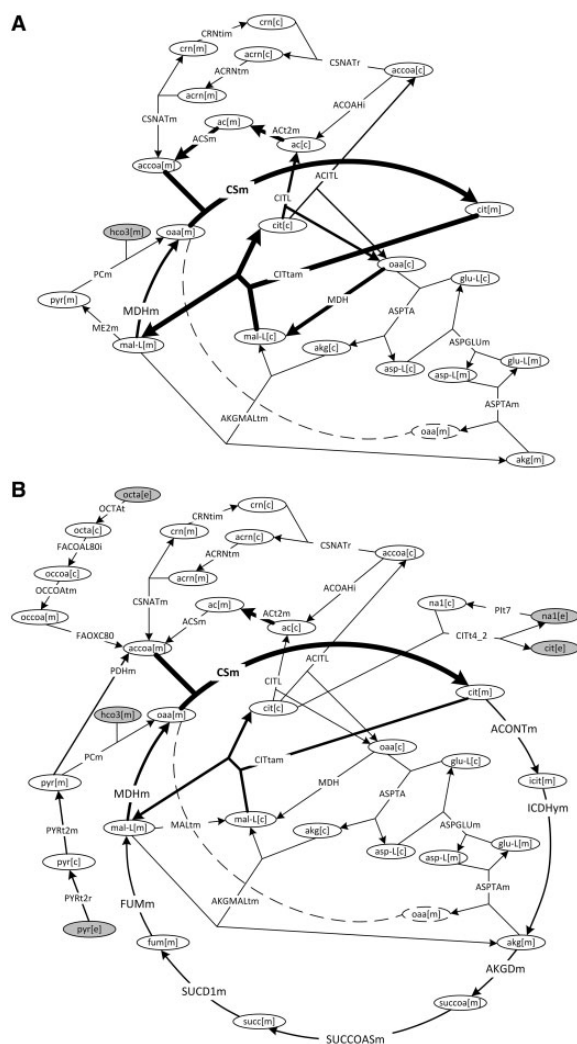 A
crn[c]
CRNtim
crn[m]
acrn[c]
CSNATr
accoa[c]
ACRNtm
acrn[m]
ACOAHi
CSNATm
ac[m]
ACt2m
ac[c]
ACSm
accoa[m]
CSm
ACITL
CITL
cit[m]
hco3[m]
oaa[m]
cit[c]
PCm
oaa[c]
CITtam
glu-L[c]
pyr[m]
MDHm
MDH
ASPTA
ME2m
mal-L[m]
mal-L[c]
akg[c]
ASPGLUm
glu-L[m]
asp-L[c]
asp-L[m]
AKGMALtm
ASPTAm
oaa[m]
akg[m]
B
octa[e]
OCTAt
octa[c]
FACOAL80i
occoa[c]
OCCOAtm
occoa[m]
FAOXC80
crn[c]
CRNtim
crn[m]
acrn[c]
CSNATr
accoa[c]
ACRNtm
acrn[m]
ACOAHi
CSNATm
ac[m]
ACt2m
ac[c]
ACSm
na1[c]
PIt7
na1[e]
CITt4_2
cit[e]
accoa[m]
PDHm
CSm
ACITL
CITL
cit[m]
hco3[m]
oaa[m]
cit[c]
PCm
oaa[c]
ACONTm
CITtam
glu-L[c]
icit[m]
pyr[m]
MDHm
MDH
ASPTA
ICDHym
PYRt2m
mal-L[m]
MALtm
mal-L[c]
akg[c]
ASPGLUm
glu-L[m]
asp-L[c]
asp-L[m]
pyr[c]
AKGMALtm
ASPTAm
PYRt2r
FUMm
oaa[m]
pyr[e]
fum[m]
akg[m]
AKGDm
SUCD1m
succoa[m]
succ[m]
SUCCOASm